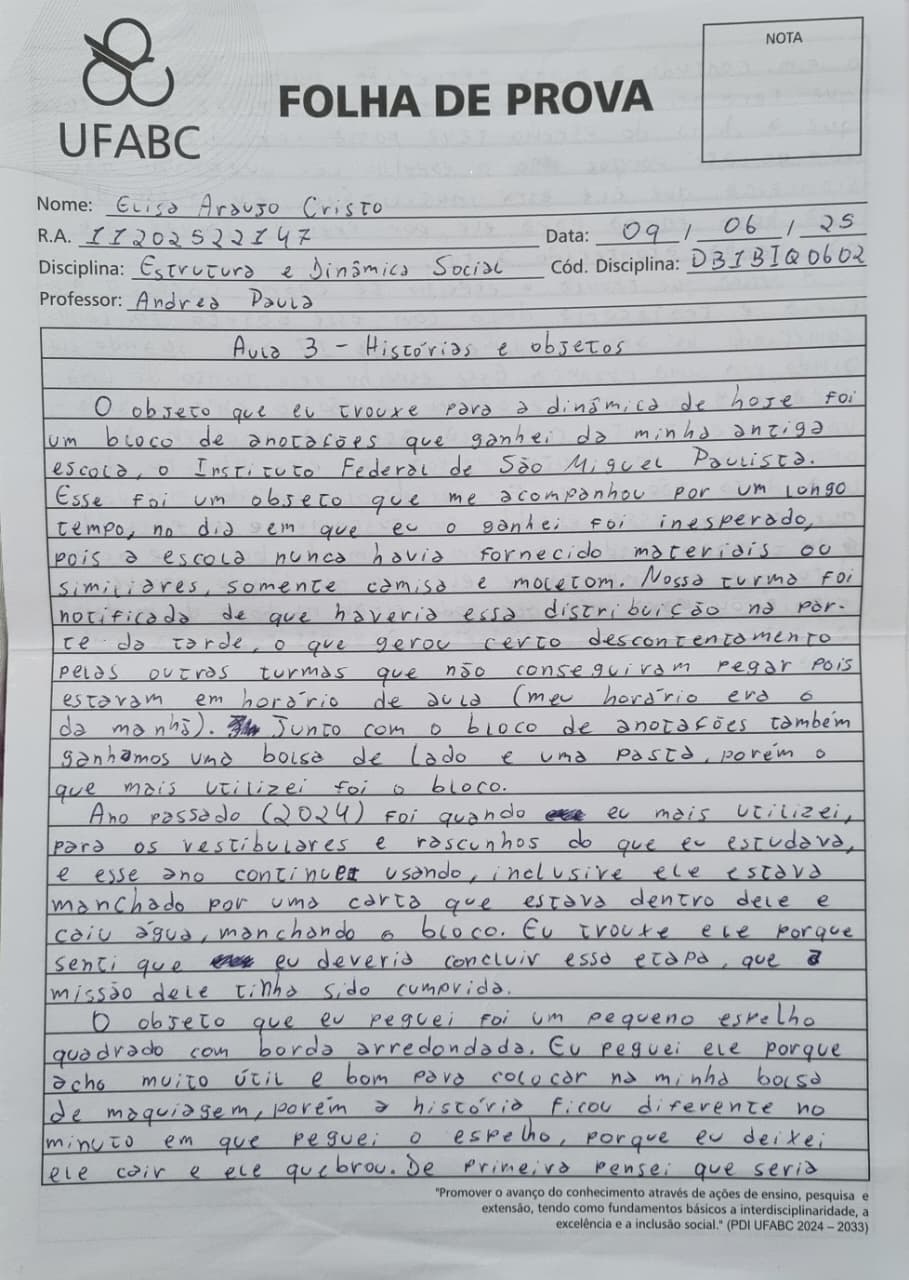 NOTA
FOLHA DE PROVA
UFABC
Nome: Elisa Araujo Cristo
R.A. 11202522147 Data: 09 / 06 / 25
Disciplina: Estrutura e Dinâmica Social Cód. Disciplina: DB1BIQ0602
Professor: Andrea Paula
Aula 3 - Histórias e objetos
O objeto que eu trouxe para a dinâmica de hoje foi
um bloco de anotações que ganhei da minha antiga
escola, o Instituto Federal de São Miguel Paulista.
Esse foi um objeto que me acompanhou por um longo
tempo, no dia em que eu o ganhei foi inesperado,
pois a escola nunca havia fornecido materiais ou
similiares, somente camisa e moletom. Nossa turma foi
notificada de que haveria essa distribuição na par-
te da tarde, o que gerou certo descontentamento
pelas outras turmas que não conseguiram pegar pois
estavam em horário de aula (meu horário era o
da manhã). Junto com o bloco de anotações também
ganhamos uma bolsa de lado e uma pasta, porém o
que mais utilizei foi o bloco.
Ano passado (2024) foi quando eu mais utilizei,
para os vestibulares e rascunhos do que eu estudava,
e esse ano continuei usando, inclusive ele estava
manchado por uma carta que estava dentro dele e
caiu água, manchando o bloco. Eu trouxe ele porque
senti que eu deveria concluir essa etapa, que a
missão dele tinha sido cumprida.
O objeto que eu peguei foi um pequeno espelho
quadrado com borda arredondada. Eu peguei ele porque
acho muito útil e bom para colocar na minha bolsa
de maquiagem, porém a história ficou diferente no
minuto em que peguei o espelho, porque eu deixei
ele cair e ele quebrou. De primeira pensei que seria
"Promover o avanço do conhecimento através de ações de ensino, pesquisa e
extensão, tendo como fundamentos básicos a interdisciplinaridade, a
excelência e a inclusão social." (PDI UFABC 2024 – 2033)